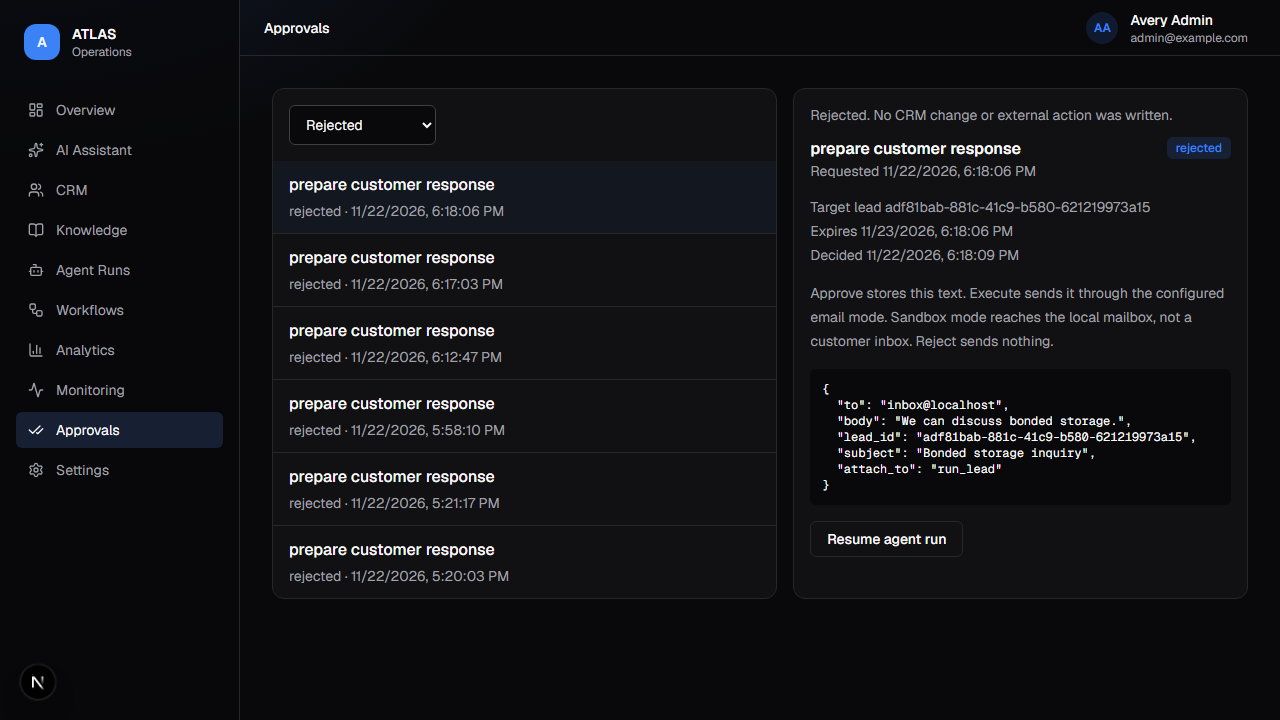 A
ATLAS
Operations
Overview
AI Assistant
CRM
Knowledge
Agent Runs
Workflows
Analytics
Monitoring
Approvals
Settings
N
Approvals
AA
Avery Admin
admin@example.com
Rejected
prepare customer response
rejected · 11/22/2026, 6:18:06 PM
prepare customer response
rejected · 11/22/2026, 6:17:03 PM
prepare customer response
rejected · 11/22/2026, 6:12:47 PM
prepare customer response
rejected · 11/22/2026, 5:58:10 PM
prepare customer response
rejected · 11/22/2026, 5:21:17 PM
prepare customer response
rejected · 11/22/2026, 5:20:03 PM
Rejected. No CRM change or external action was written.
prepare customer response
rejected
Requested 11/22/2026, 6:18:06 PM
Target lead adf81bab-881c-41c9-b580-621219973a15
Expires 11/23/2026, 6:18:06 PM
Decided 11/22/2026, 6:18:09 PM
Approve stores this text. Execute sends it through the configured
email mode. Sandbox mode reaches the local mailbox, not a
customer inbox. Reject sends nothing.
{
"to": "inbox@localhost",
"body": "We can discuss bonded storage.",
"lead_id": "adf81bab-881c-41c9-b580-621219973a15",
"subject": "Bonded storage inquiry",
"attach_to": "run_lead"
}
Resume agent run